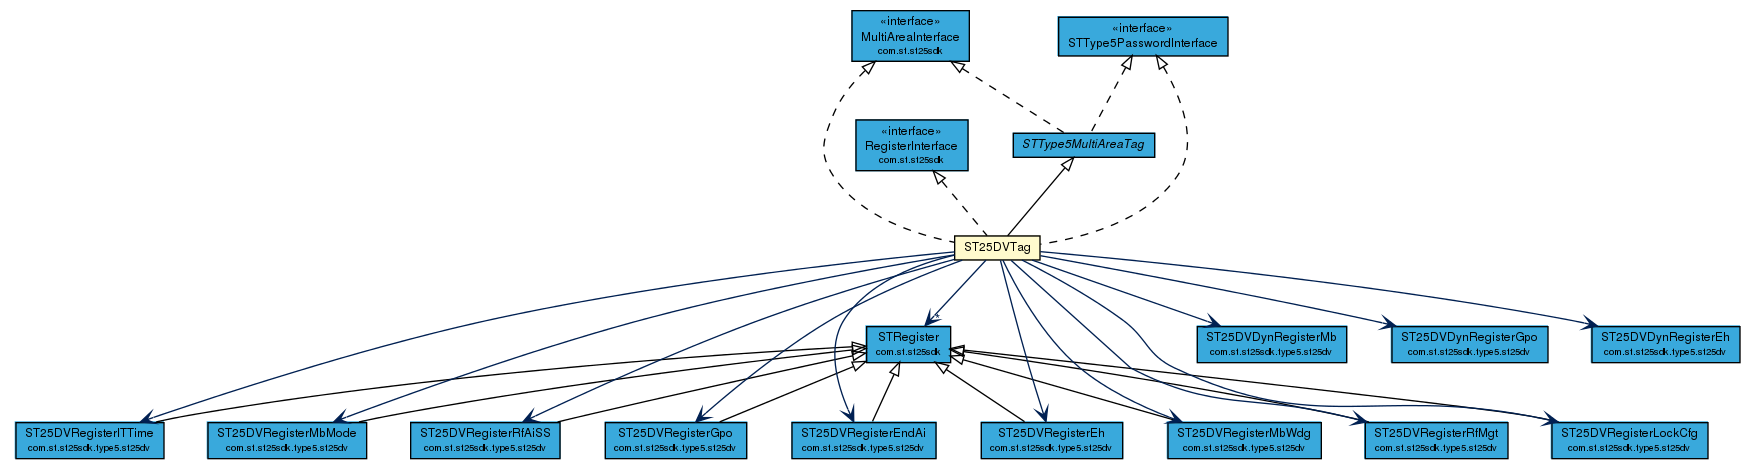 «interface»
MultiAreaInterface
com.st.st25sdk
«interface»
STType5PasswordInterface
«interface»
RegisterInterface
com.st.st25sdk
STType5MultiAreaTag
ST25DVTag
*
STRegister
com.st.st25sdk
ST25DVDynRegisterMb
com.st.st25sdk.type5.st25dv
ST25DVDynRegisterGpo
com.st.st25sdk.type5.st25dv
ST25DVDynRegisterEh
com.st.st25sdk.type5.st25dv
ST25DVRegisterITTime
com.st.st25sdk.type5.st25dv
ST25DVRegisterMbMode
com.st.st25sdk.type5.st25dv
ST25DVRegisterRfAiSS
com.st.st25sdk.type5.st25dv
ST25DVRegisterGpo
com.st.st25sdk.type5.st25dv
ST25DVRegisterEndAi
com.st.st25sdk.type5.st25dv
ST25DVRegisterEh
com.st.st25sdk.type5.st25dv
ST25DVRegisterMbWdg
com.st.st25sdk.type5.st25dv
ST25DVRegisterRfMgt
com.st.st25sdk.type5.st25dv
ST25DVRegisterLockCfg
com.st.st25sdk.type5.st25dv